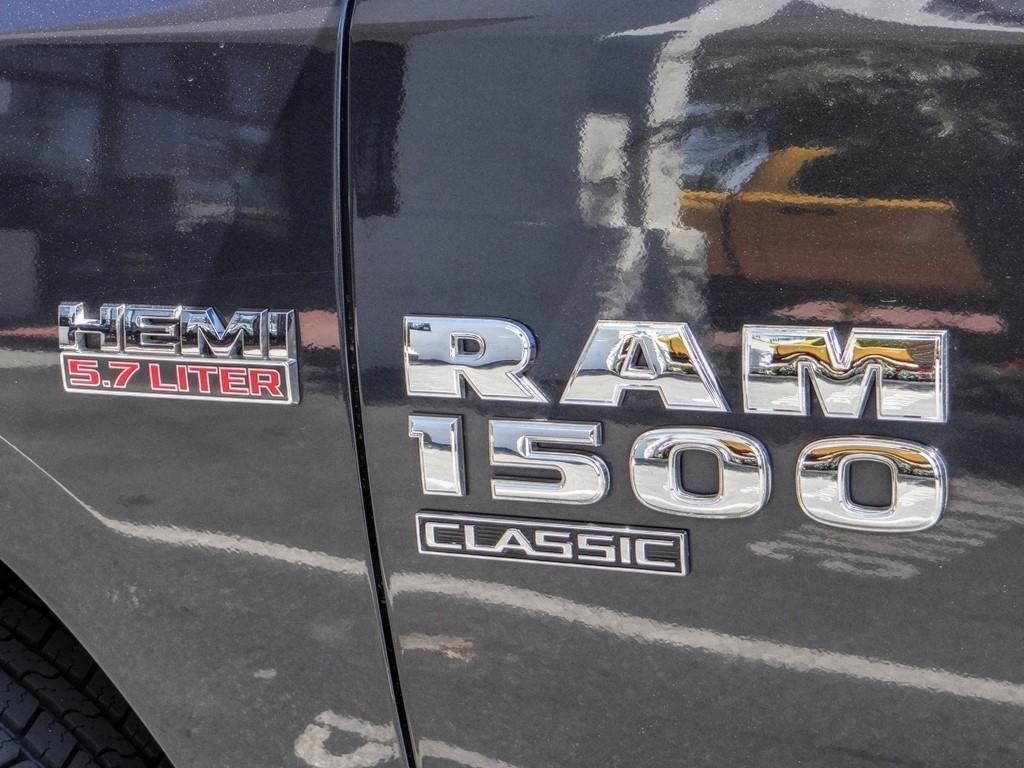 HEMI
5.7 LITER
RAM
1500
CLASSIC